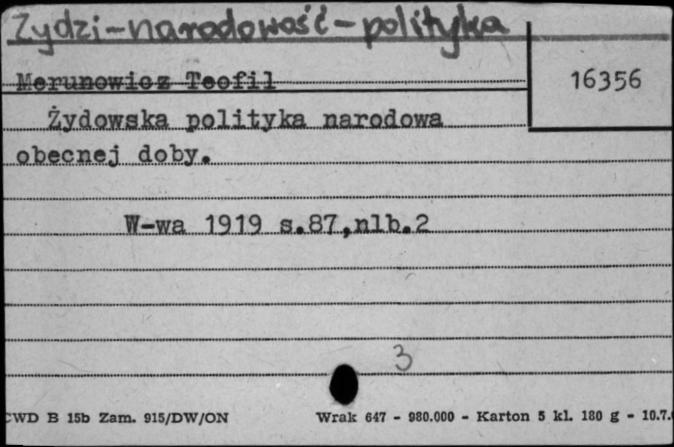 Żydzi-narodowość-polityka
Merunowicz Teofil
16356
Żydowska polityka narodowa
obecnej doby.
W-wa 1919 s.87,nlb.2
3
CWD B 15b Zam. 915/DW/ON Wrak 647 - 980.000 - Karton 5 kl. 180 g - 10.7.